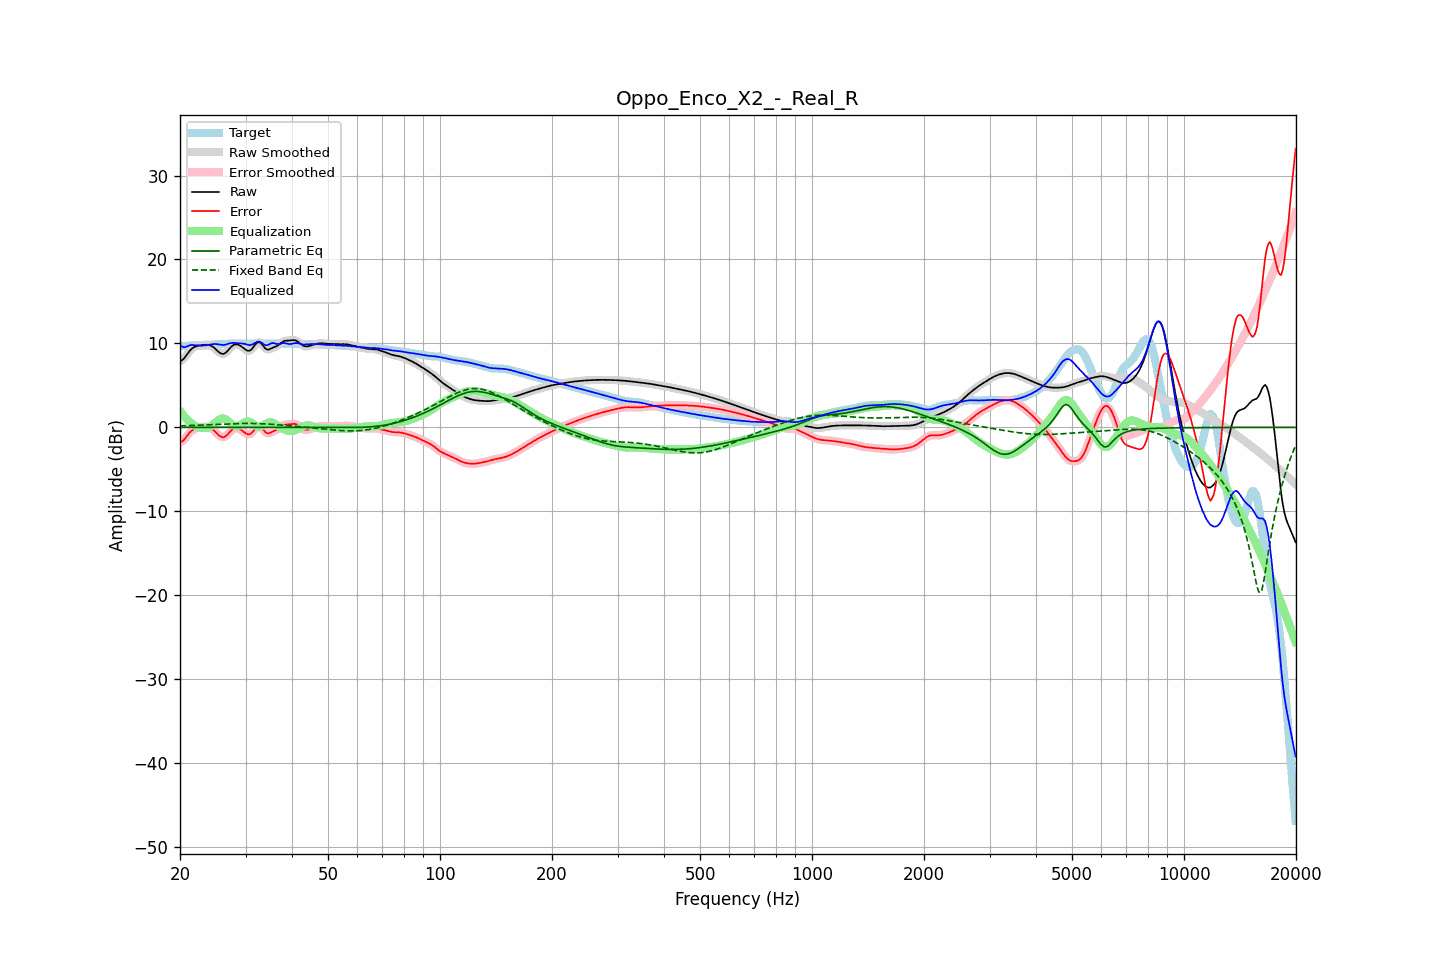 Oppo_Enco_X2_-_Real_R
Target
Raw Smoothed
Error Smoothed
Raw
Error
Equalization
Parametric Eq
Fixed Band Eq
Equalized
30
20
10
0
−10
−20
−30
−40
−50
Amplitude (dBr)
20
50
100
200
500
1000
2000
5000
10000
20000
Frequency (Hz)